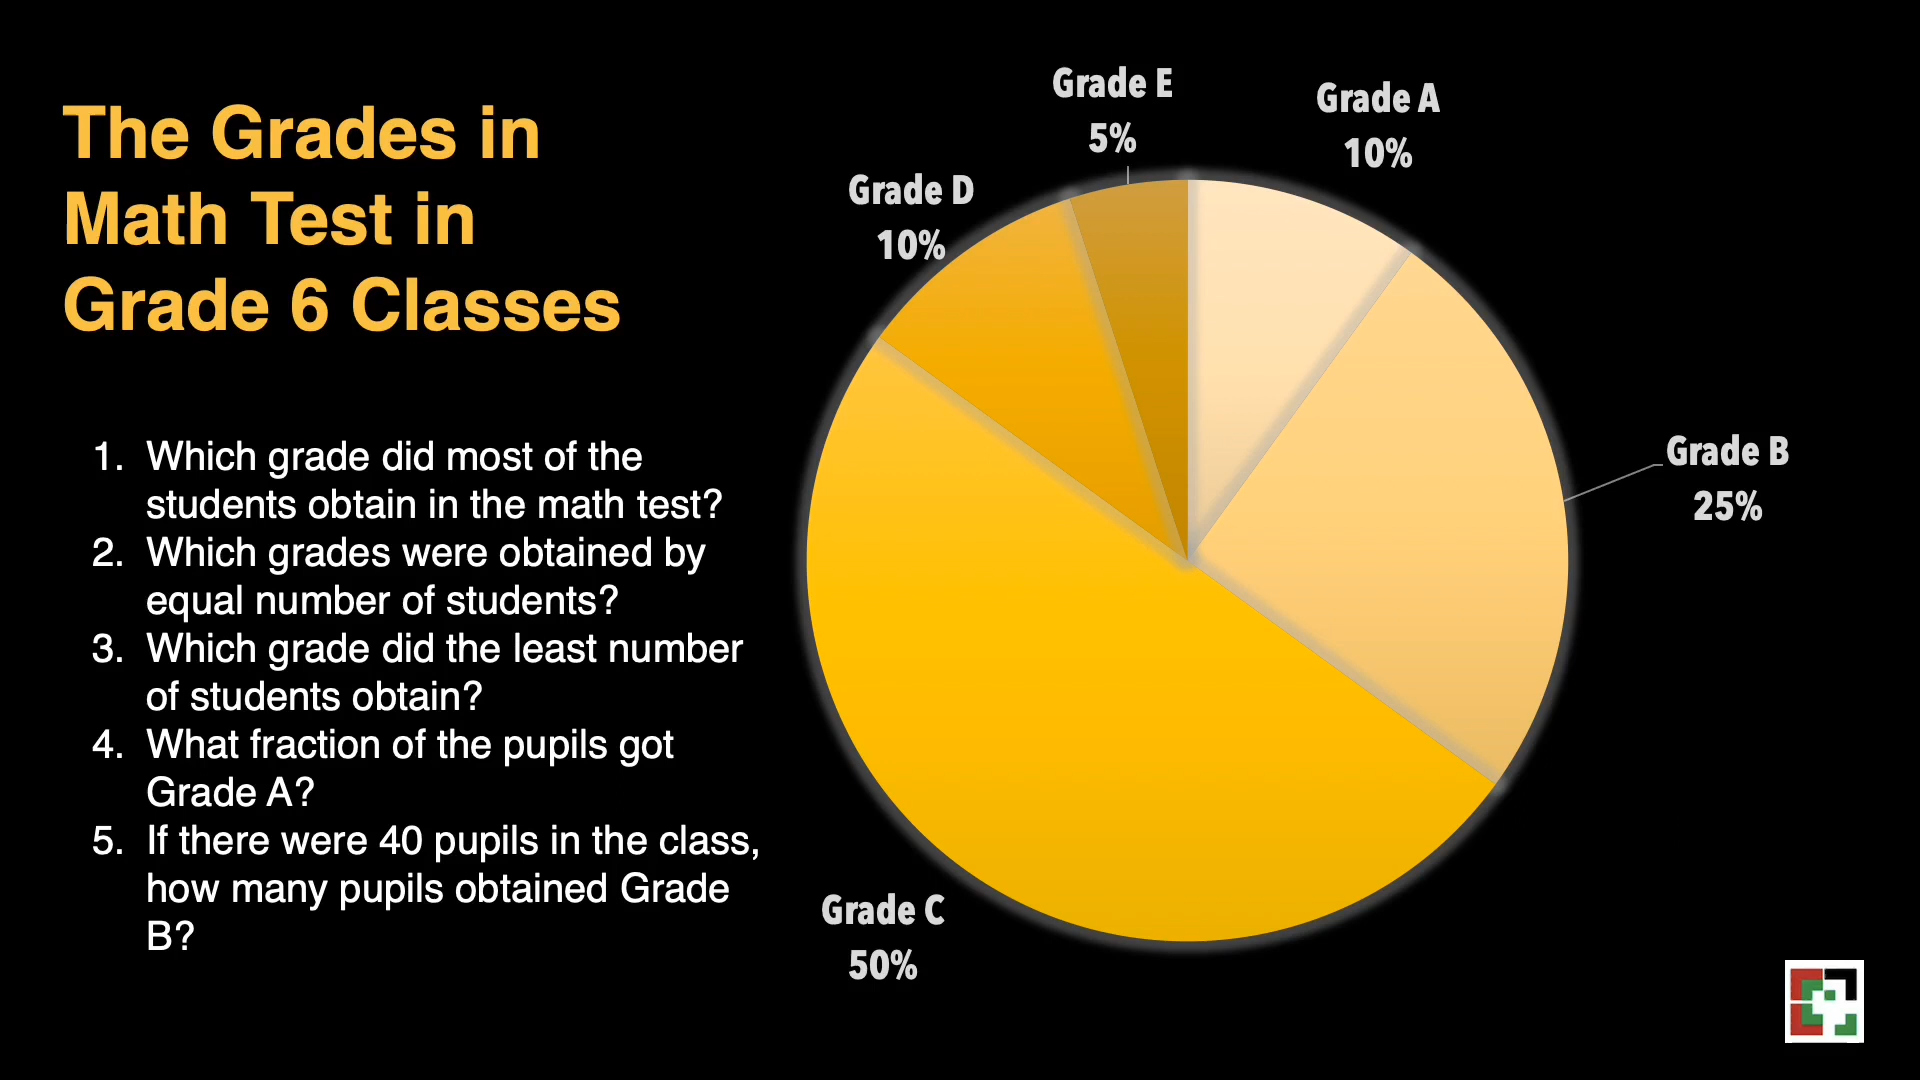 The Grades in
Math Test in
Grade 6 Classes
1. Which grade did most of the
students obtain in the math test?
2. Which grades were obtained by
equal number of students?
3. Which grade did the least number
of students obtain?
4. What fraction of the pupils got
Grade A?
5. If there were 40 pupils in the class,
how many pupils obtained Grade
B?
Grade E
5%
Grade A
10%
Grade D
10%
Grade B
25%
Grade C
50%